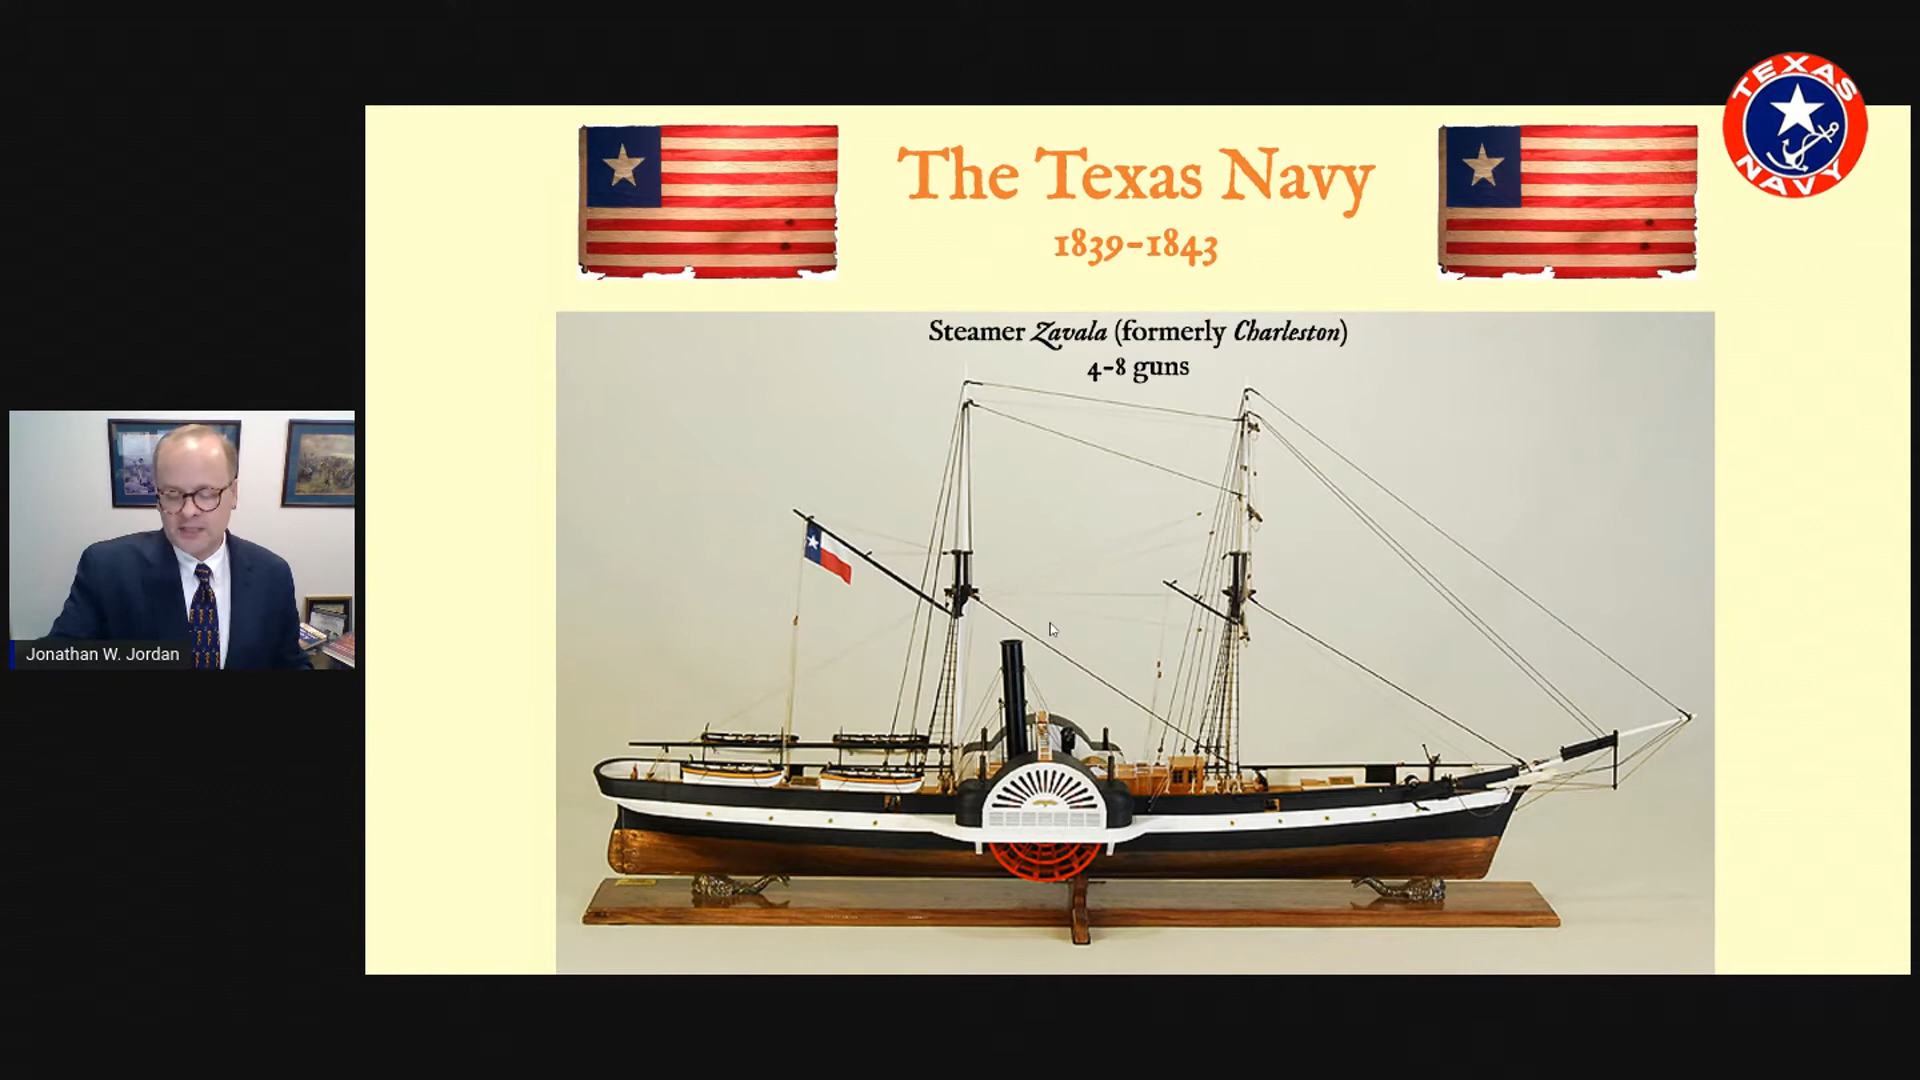 The Texas Navy
1839-1843
TEXAS
NAVY
Steamer Zavala (formerly Charleston)
4-8 guns
Jonathan W. Jordan